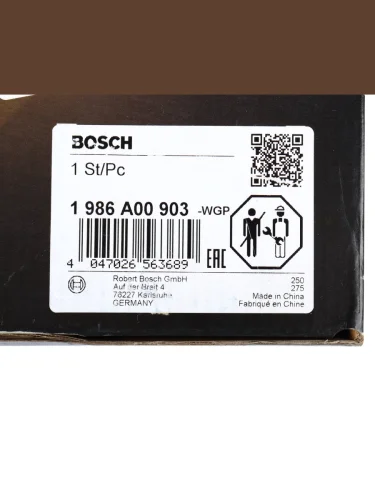 BOSCH
1 St/Pc
1 986 A00 903 -WGP
4 047026 563689
EAC
Robert Bosch GmbH
Auf der Breit 4
76227 Karlsruhe
GERMANY
250
275
Made in China
Fabriqué en Chine